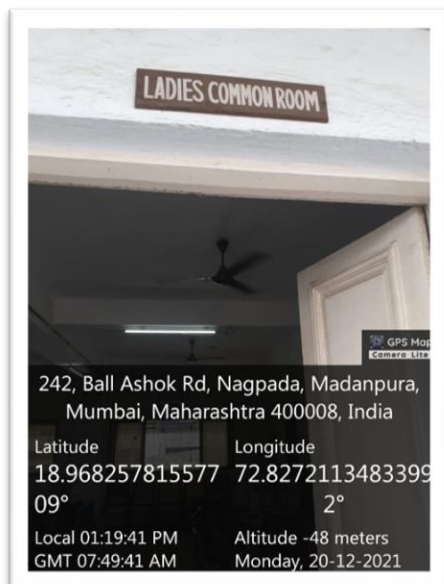 LADIES COMMON ROOM
GPS Map
Camera Lite
242, Ball Ashok Rd, Nagpada, Madanpura,
Mumbai, Maharashtra 400008, India
Latitude
18.968257815577
09°
Longitude
72.8272113483399
2°
Local 01:19:41 PM
GMT 07:49:41 AM
Altitude -48 meters
Monday, 20-12-2021